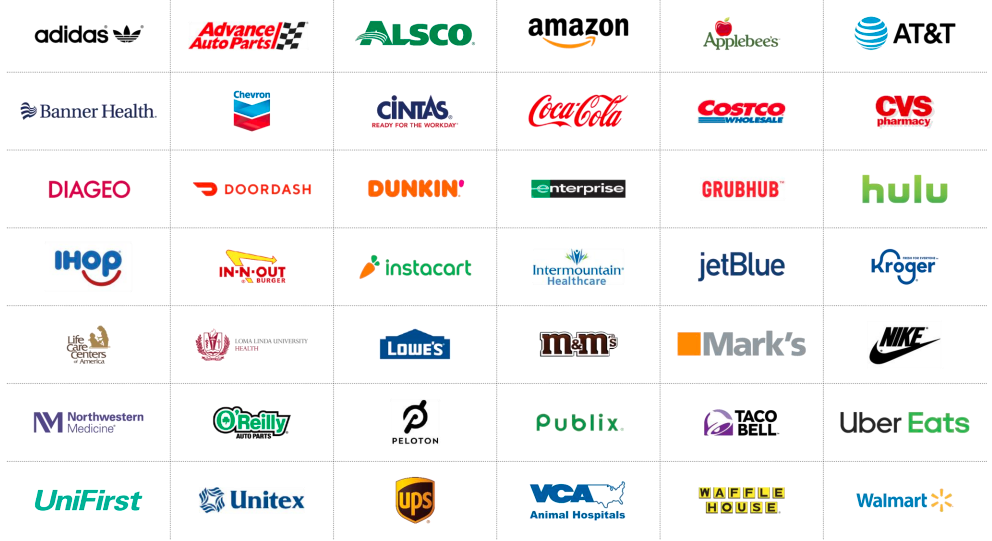 adidas
Advance
Auto Parts
ALSCO
amazon
Applebee's
AT&T
Banner Health
Chevron
CINTAS
READY FOR THE WORKDAY
Coca-Cola
COSTCO
WHOLESALE
CVS
pharmacy
DIAGEO
DOORDASH
DUNKIN'
enterprise
GRUBHUB
hulu
IHOP
IN-N-OUT
BURGER
instacart
Intermountain
Healthcare
jetBlue
Kroger
Life
Care
Centers
of America
LOMA LINDA UNIVERSITY
HEALTH
LOWE'S
m&m's
Mark's
NIKE
NM Northwestern
Medicine
O'Reilly
AUTO PARTS
PELOTON
Publix
TACO
BELL
Uber Eats
UniFirst
Unitex
ups
VCA
Animal Hospitals
WAFFLE
HOUSE
Walmart